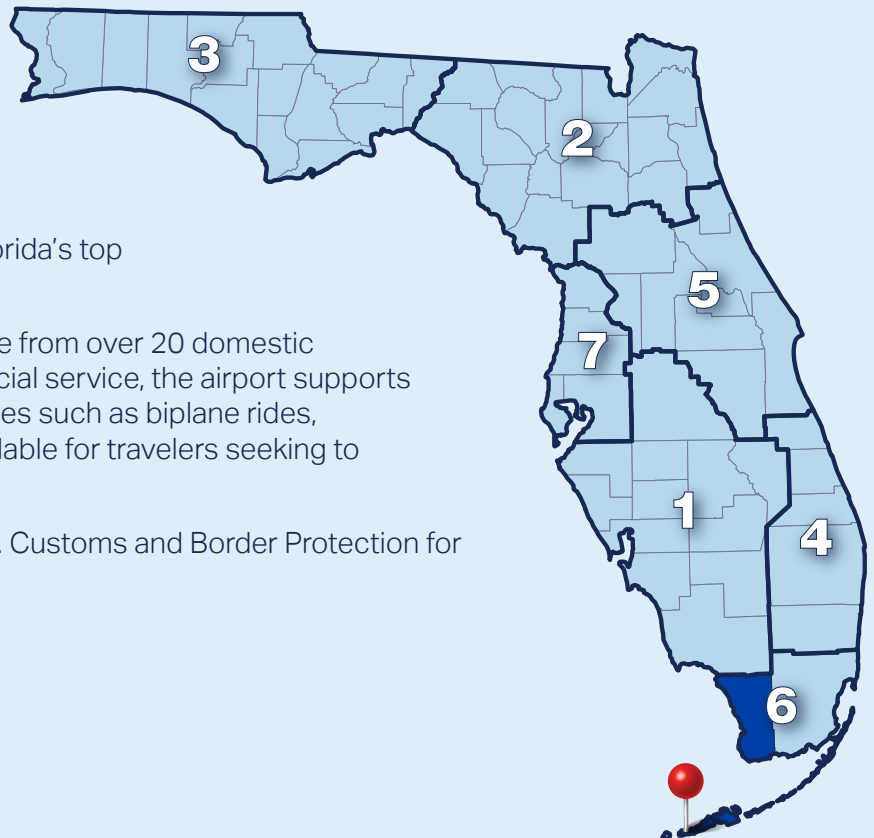 3
2
orida's top
5
e from over 20 domestic
7
cial service, the airport supports
es such as biplane rides,
lable for travelers seeking to
1
4
. Customs and Border Protection for
6